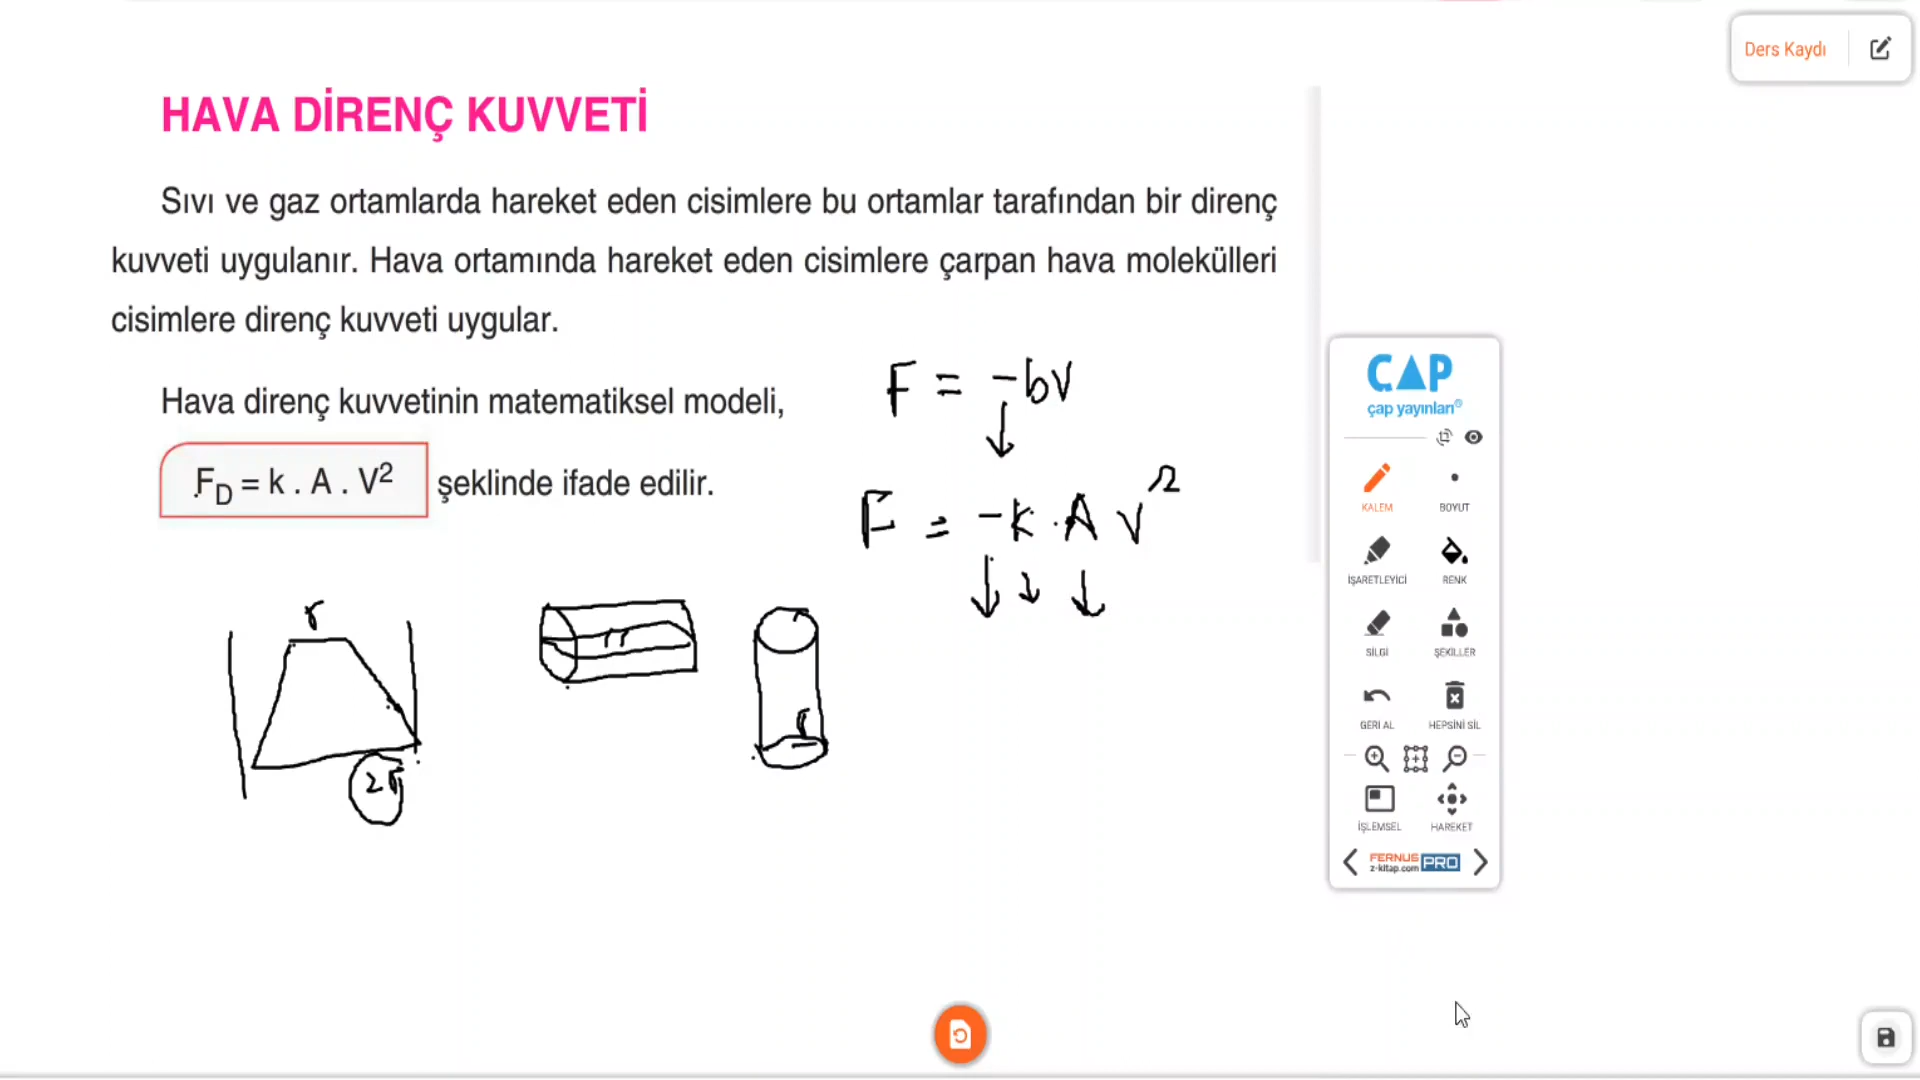 Ders Kaydı
HAVA DİRENÇ KUVVETİ
Sıvı ve gaz ortamlarda hareket eden cisimlere bu ortamlar tarafından bir direnç
kuvveti uygulanır. Hava ortamında hareket eden cisimlere çarpan hava molekülleri
cisimlere direnç kuvveti uygular.
Hava direnç kuvvetinin matematiksel modeli,
F = -bV
F_D = k . A . V² şeklinde ifade edilir.
F = -k . A V²
r
r
2r
ÇAP
çap yayınları®
KALEM
BOYUT
İŞARETLEYİCİ
RENK
SİLGİ
ŞEKİLLER
GERİ AL
HEPSİNİ SİL
İŞLEMSEL
HAREKET
FERNUS PRO
z-kitap.com